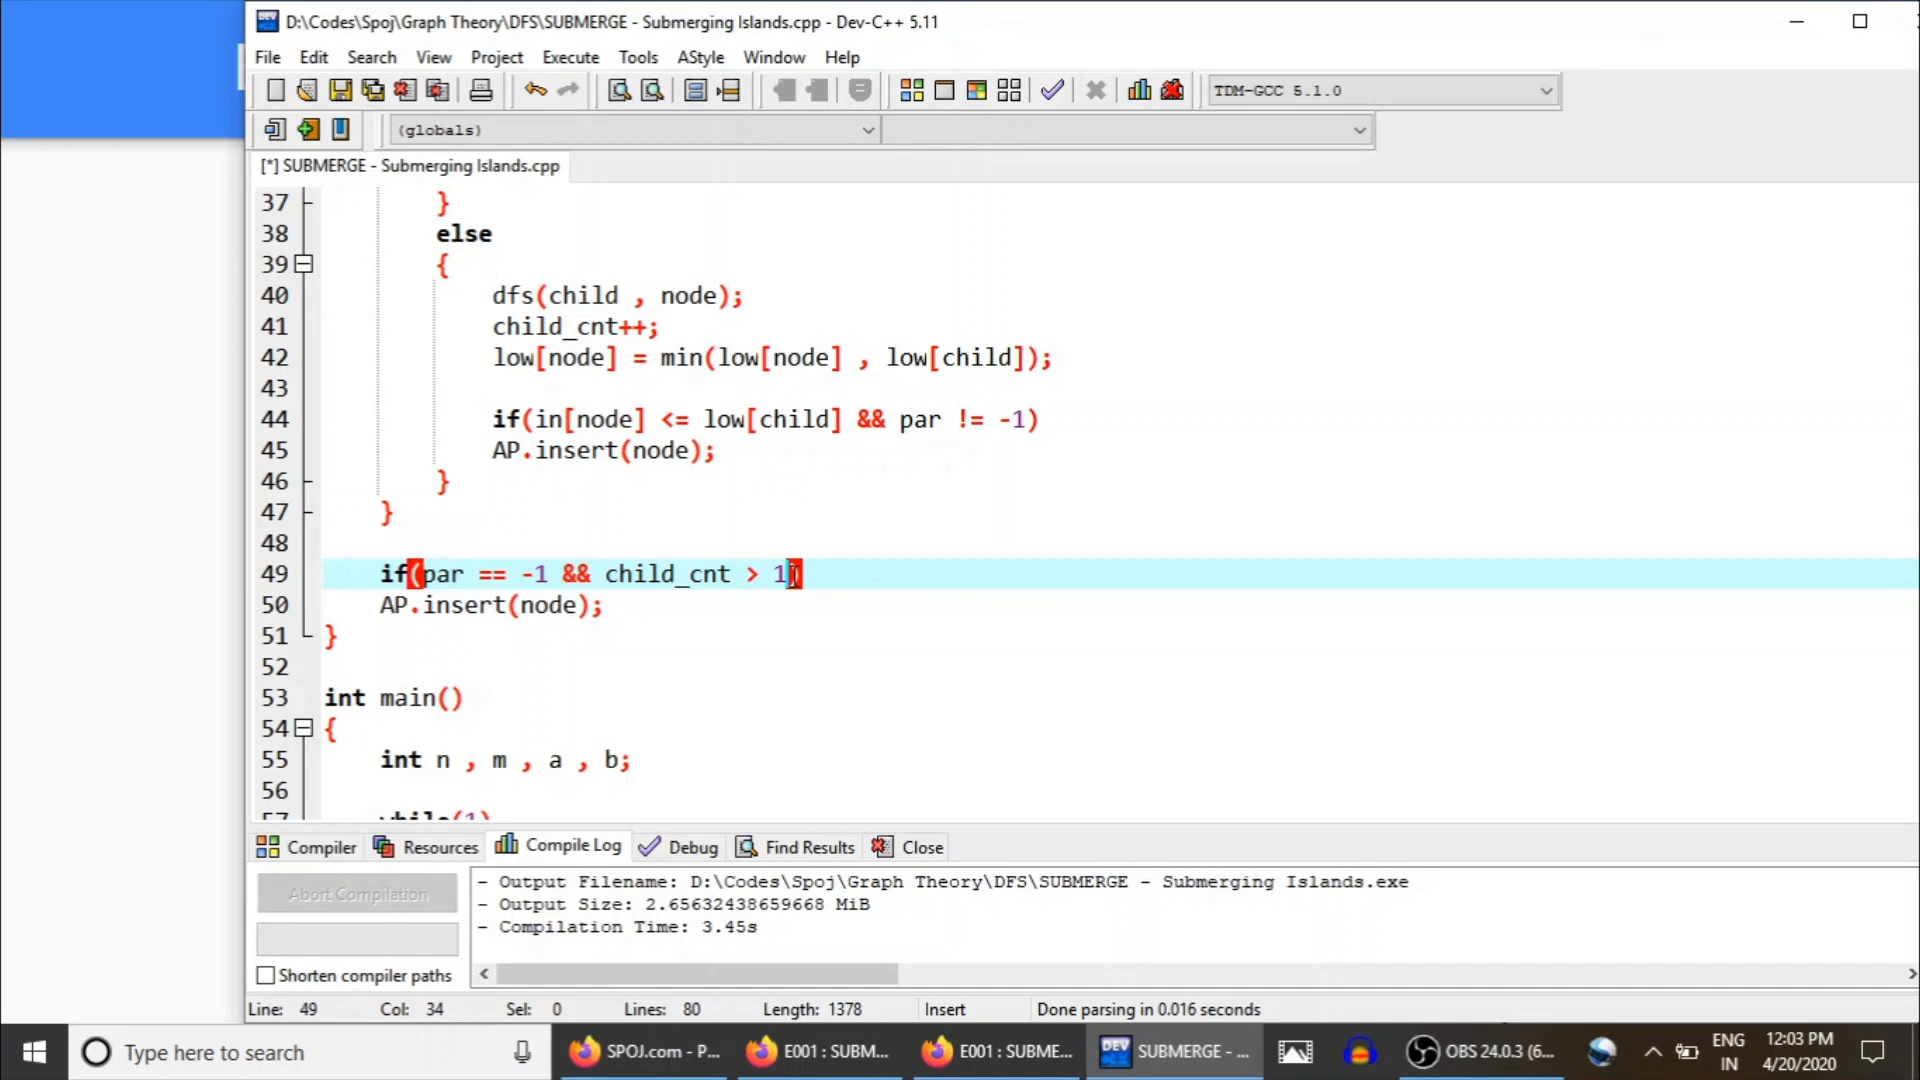 D:\Codes\Spoj\Graph Theory\DFS\SUBMERGE - Submerging Islands.cpp - Dev-C++ 5.11
File Edit Search View Project Execute Tools AStyle Window Help
TDM-GCC 5.1.0
(globals)
[*] SUBMERGE - Submerging Islands.cpp
37 }
38 else
39 {
40 dfs(child , node);
41 child_cnt++;
42 low[node] = min(low[node] , low[child]);
43
44 if(in[node] <= low[child] && par != -1)
45 AP.insert(node);
46 }
47 }
48
49 if(par == -1 && child_cnt > 1)
50 AP.insert(node);
51 }
52
53 int main()
54 {
55 int n , m , a , b;
56
57 while(1)
Compiler Resources Compile Log Debug Find Results Close
Abort Compilation
Shorten compiler paths
- Output Filename: D:\Codes\Spoj\Graph Theory\DFS\SUBMERGE - Submerging Islands.exe
- Output Size: 2.65632438659668 MiB
- Compilation Time: 3.45s
Line: 49 Col: 34 Sel: 0 Lines: 80 Length: 1378 Insert Done parsing in 0.016 seconds
Type here to search
SPOJ.com - P...
E001 : SUBM...
E001 : SUBME...
DEV SUBMERGE - ...
OBS 24.0.3 (6...
ENG
IN
12:03 PM
4/20/2020